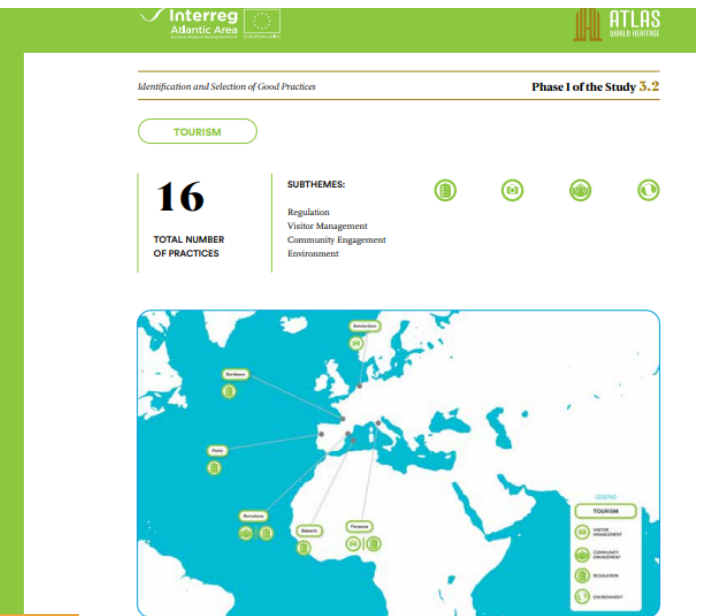 Interreg
Atlantic Area
ATLAS
WORLD HERITAGE
Identification and Selection of Good Practices
Phase I of the Study 3.2
TOURISM
16
TOTAL NUMBER
OF PRACTICES
SUBTHEMES:
Regulation
Visitor Management
Community Engagement
Environment
Amsterdam
Bordeaux
Porto
Barcelona
Balearic
Florence
LEGEND
TOURISM
VISITOR
MANAGEMENT
COMMUNITY
ENGAGEMENT
REGULATION
ENVIRONMENT